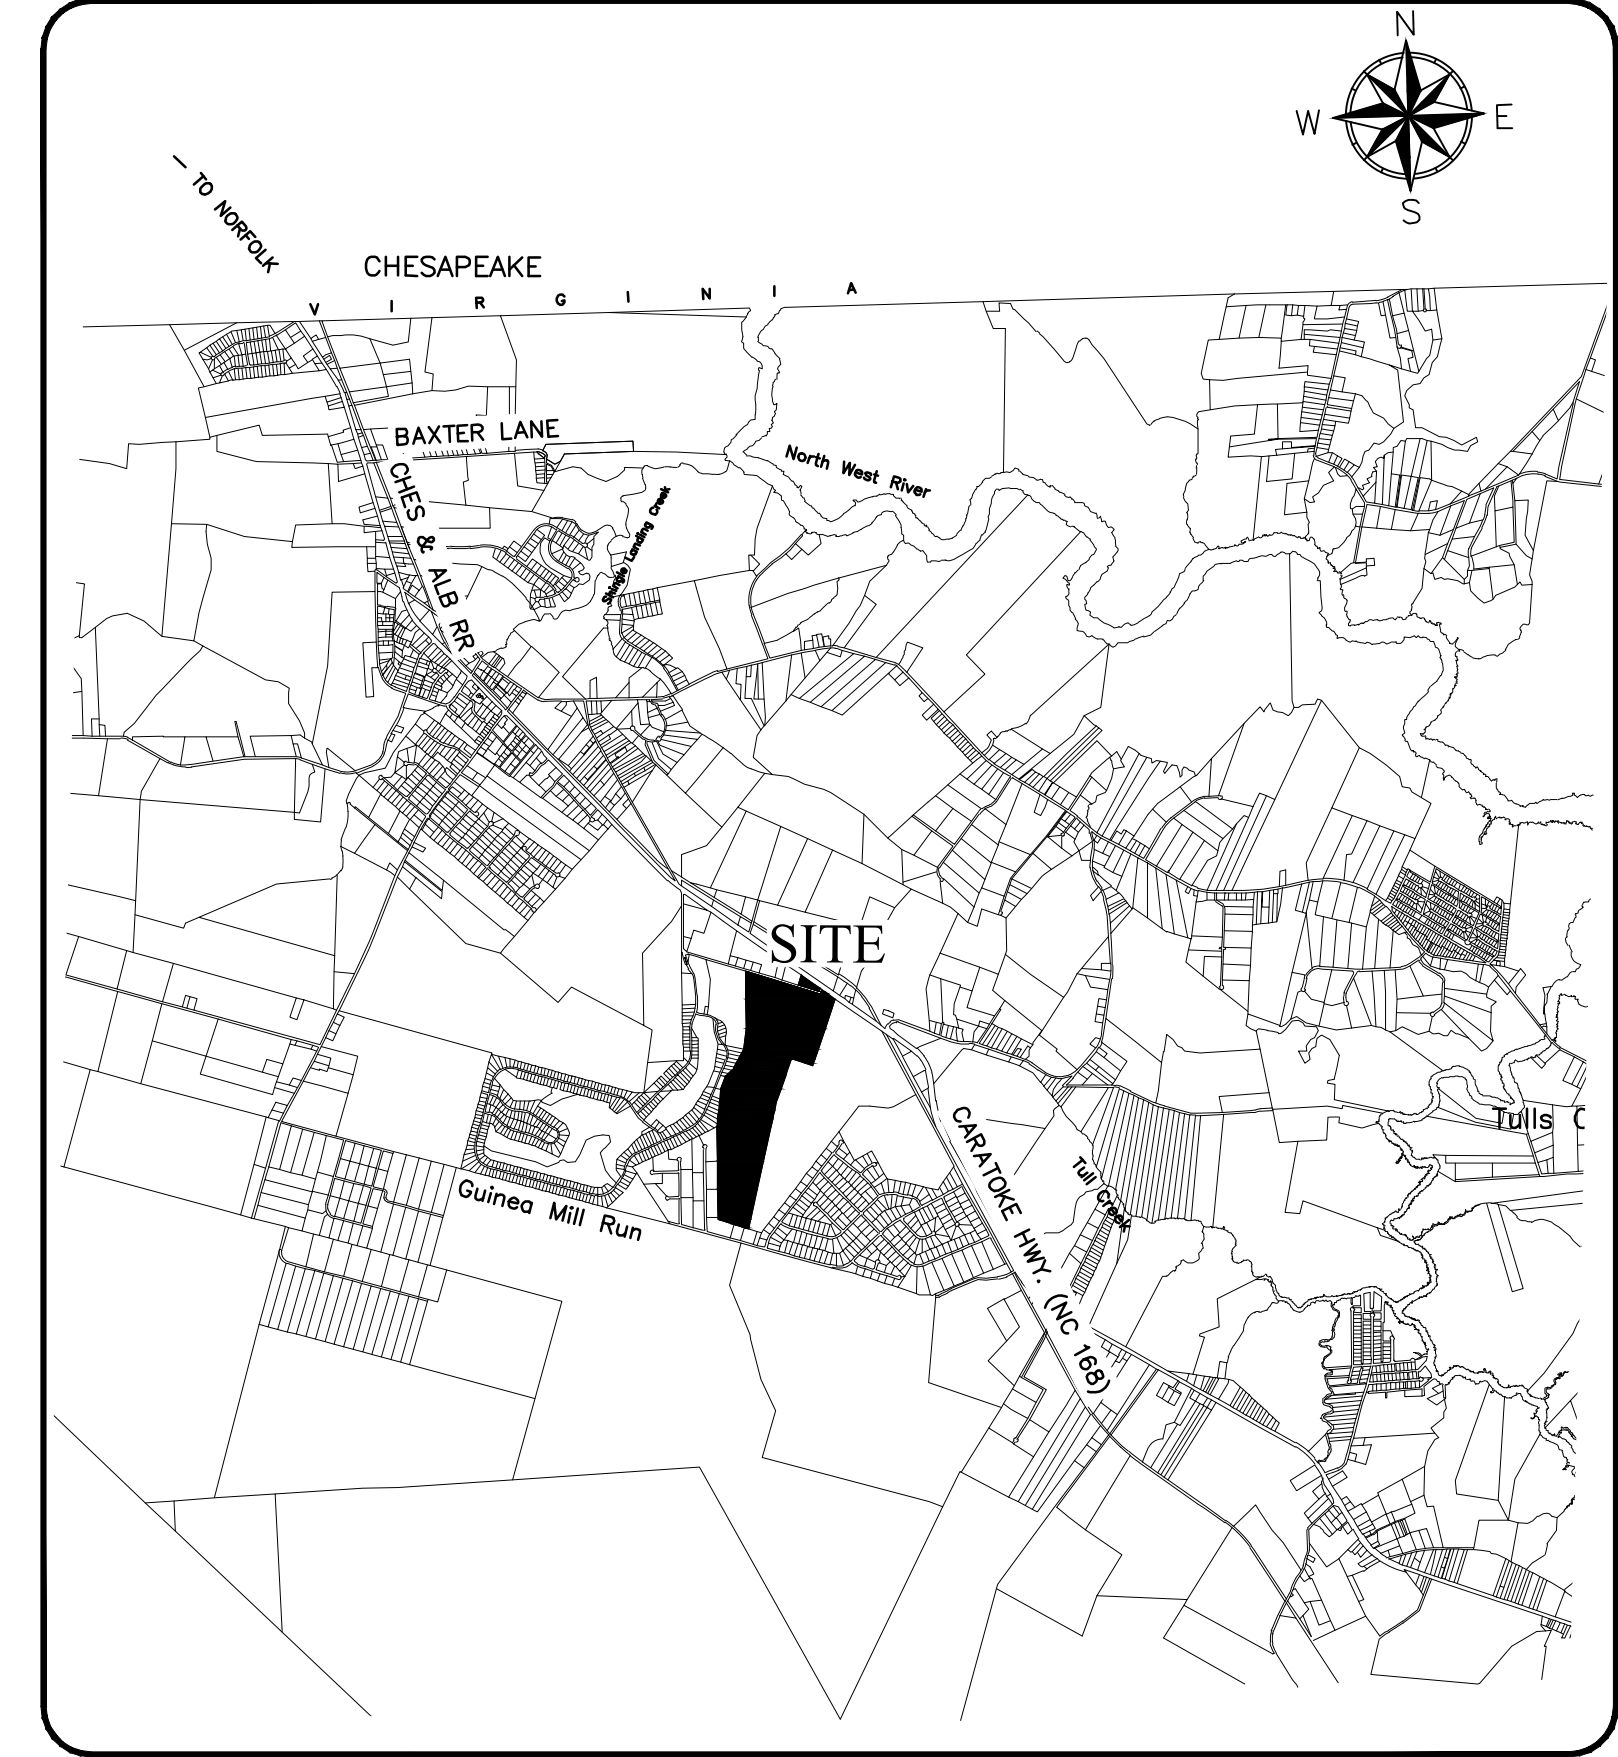 N
W E
S
TO NORFOLK
CHESAPEAKE
V I R G I N I A
BAXTER LANE
North West River
CHES & ALB RR
Shingle Landing Creek
SITE
Tulls C
CARATOKE HWY. (NC 168)
Tull Creek
Guinea Mill Run